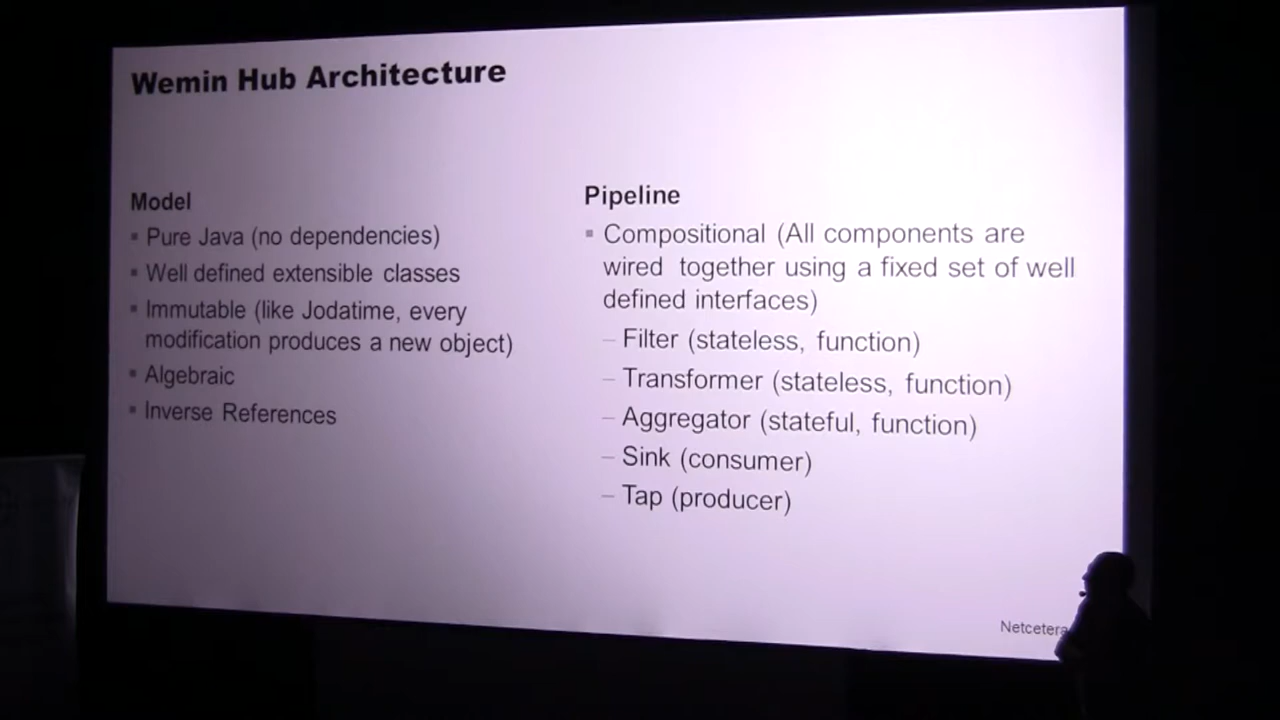 Wemin Hub Architecture
Model
▪ Pure Java (no dependencies)
▪ Well defined extensible classes
▪ Immutable (like Jodatime, every
modification produces a new object)
▪ Algebraic
▪ Inverse References
Pipeline
▪ Compositional (All components are
wired together using a fixed set of well
defined interfaces)
– Filter (stateless, function)
– Transformer (stateless, function)
– Aggregator (stateful, function)
– Sink (consumer)
– Tap (producer)
Netcetera